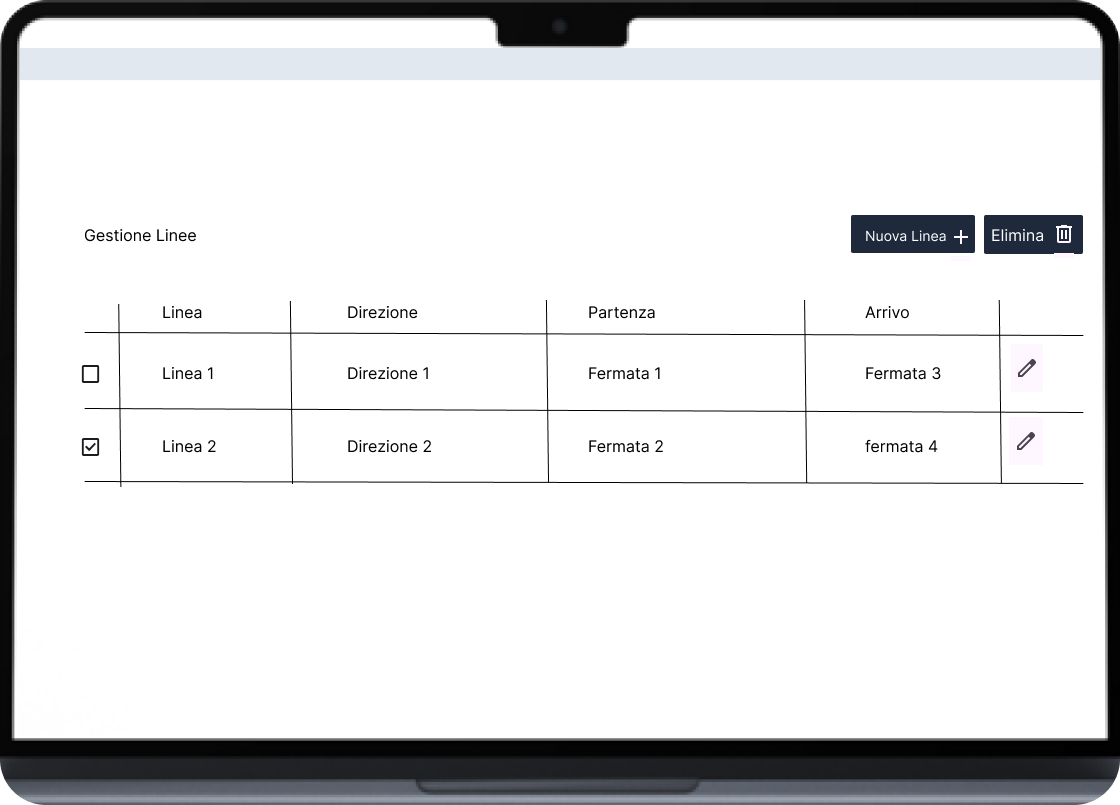 Gestione Linee
Nuova Linea
Elimina
Linea Direzione Partenza Arrivo
Linea 1 Direzione 1 Fermata 1 Fermata 3
Linea 2 Direzione 2 Fermata 2 fermata 4